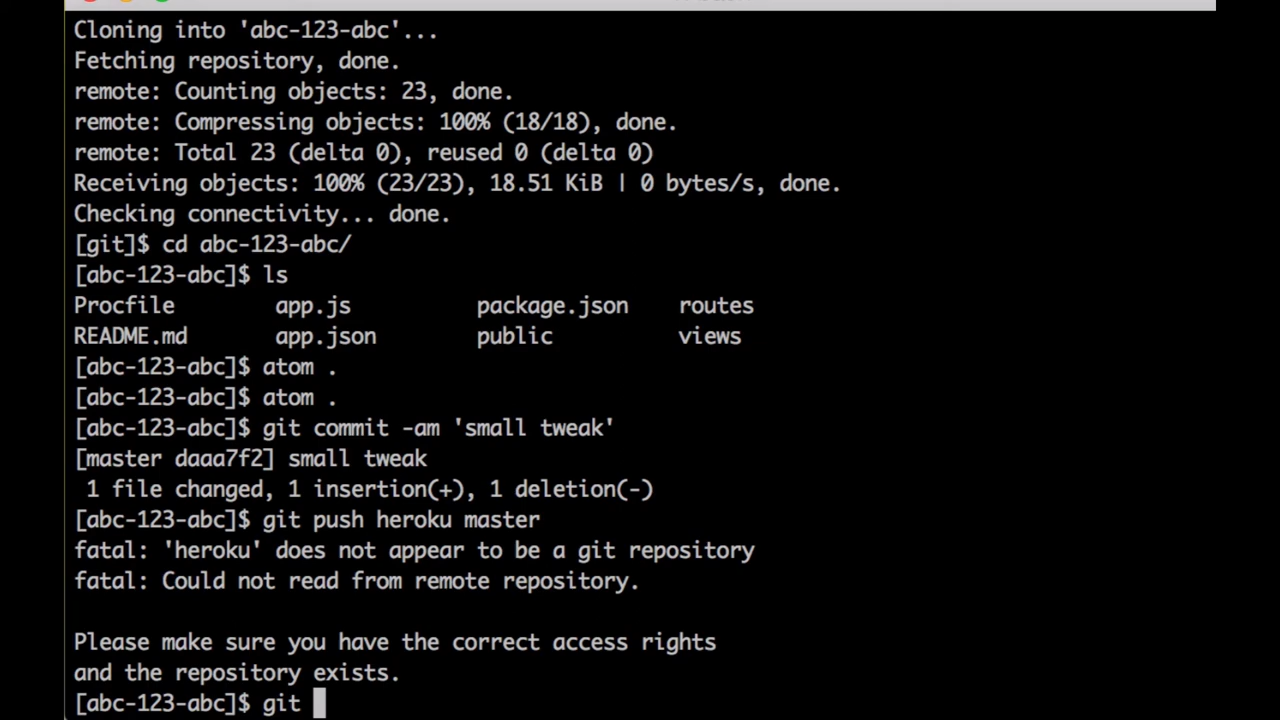 Cloning into 'abc-123-abc'...
Fetching repository, done.
remote: Counting objects: 23, done.
remote: Compressing objects: 100% (18/18), done.
remote: Total 23 (delta 0), reused 0 (delta 0)
Receiving objects: 100% (23/23), 18.51 KiB | 0 bytes/s, done.
Checking connectivity... done.
[git]$ cd abc-123-abc/
[abc-123-abc]$ ls
Procfile app.js package.json routes
README.md app.json public views
[abc-123-abc]$ atom .
[abc-123-abc]$ atom .
[abc-123-abc]$ git commit -am 'small tweak'
[master daaa7f2] small tweak
1 file changed, 1 insertion(+), 1 deletion(-)
[abc-123-abc]$ git push heroku master
fatal: 'heroku' does not appear to be a git repository
fatal: Could not read from remote repository.
Please make sure you have the correct access rights
and the repository exists.
[abc-123-abc]$ git